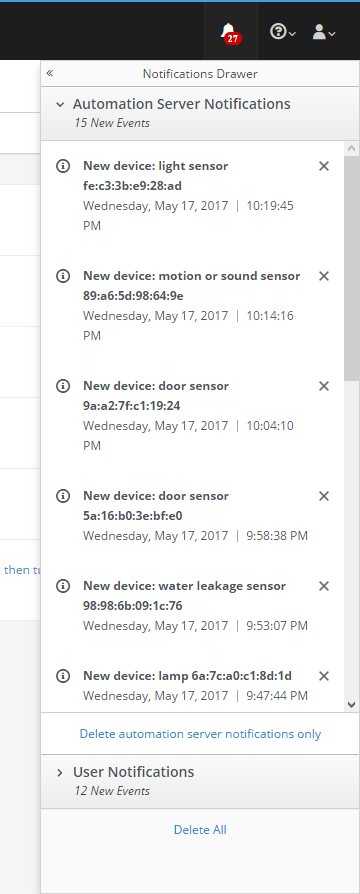 27
«
Notifications Drawer
Automation Server Notifications
15 New Events
New device: light sensor
fe:c3:3b:e9:28:ad
Wednesday, May 17, 2017 | 10:19:45
PM
New device: motion or sound sensor
89:a6:5d:98:64:9e
Wednesday, May 17, 2017 | 10:14:16
PM
New device: door sensor
9a:a2:7f:c1:19:24
Wednesday, May 17, 2017 | 10:04:10
PM
New device: door sensor
5a:16:b0:3e:bf:e0
Wednesday, May 17, 2017 | 9:58:38 PM
, then tu
New device: water leakage sensor
98:98:6b:09:1c:76
Wednesday, May 17, 2017 | 9:53:07 PM
New device: lamp 6a:7c:a0:c1:8d:1d
Wednesday, May 17, 2017 | 9:47:44 PM
Delete automation server notifications only
User Notifications
12 New Events
Delete All